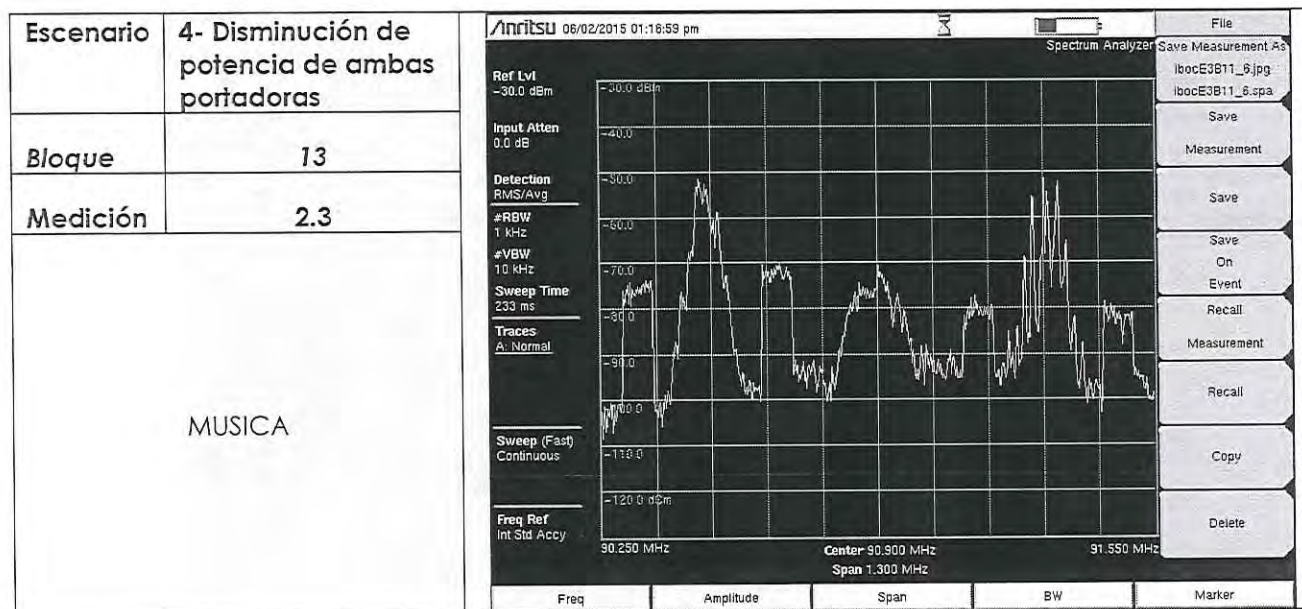 Escenario
4- Disminución de
potencia de ambas
portadoras
Bloque
13
Medición
2.3
MUSICA
Anritsu 06/02/2015 01:16:59 pm
Spectrum Analyzer
Ref Lvl
-30.0 dBm
Input Atten
0.0 dB
Detection
RMS/Avg
#RBW
1 kHz
#VBW
10 kHz
Sweep Time
233 ms
Traces
A: Normal
Sweep (Fast)
Continuous
Freq Ref
Int Std Accy
-30.0 dBm
-40.0
-50.0
-60.0
-70.0
-80.0
-90.0
-100.0
-110.0
-120.0 dBm
90.250 MHz
Center 90.900 MHz
91.550 MHz
Span 1.300 MHz
File
Save Measurement As
ibocE3B11_6.jpg
ibocE3B11_6.spa
Save
Measurement
Save
Save
On
Event
Recall
Measurement
Recall
Copy
Delete
Freq
Amplitude
Span
BW
Marker